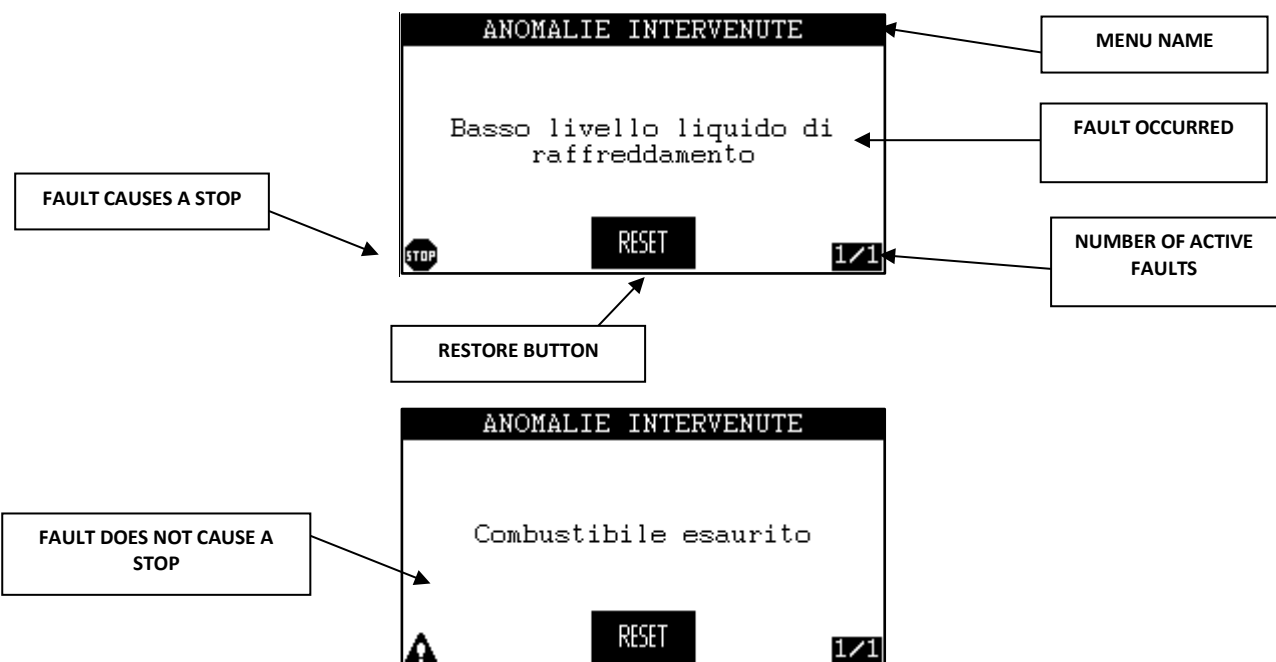 ANOMALIE INTERVENUTE
MENU NAME
Basso livello liquido di
raffreddamento
FAULT OCCURRED
FAULT CAUSES A STOP
STOP
RESET
1/1
NUMBER OF ACTIVE
FAULTS
RESTORE BUTTON
ANOMALIE INTERVENUTE
Combustibile esaurito
FAULT DOES NOT CAUSE A
STOP
RESET
1/1